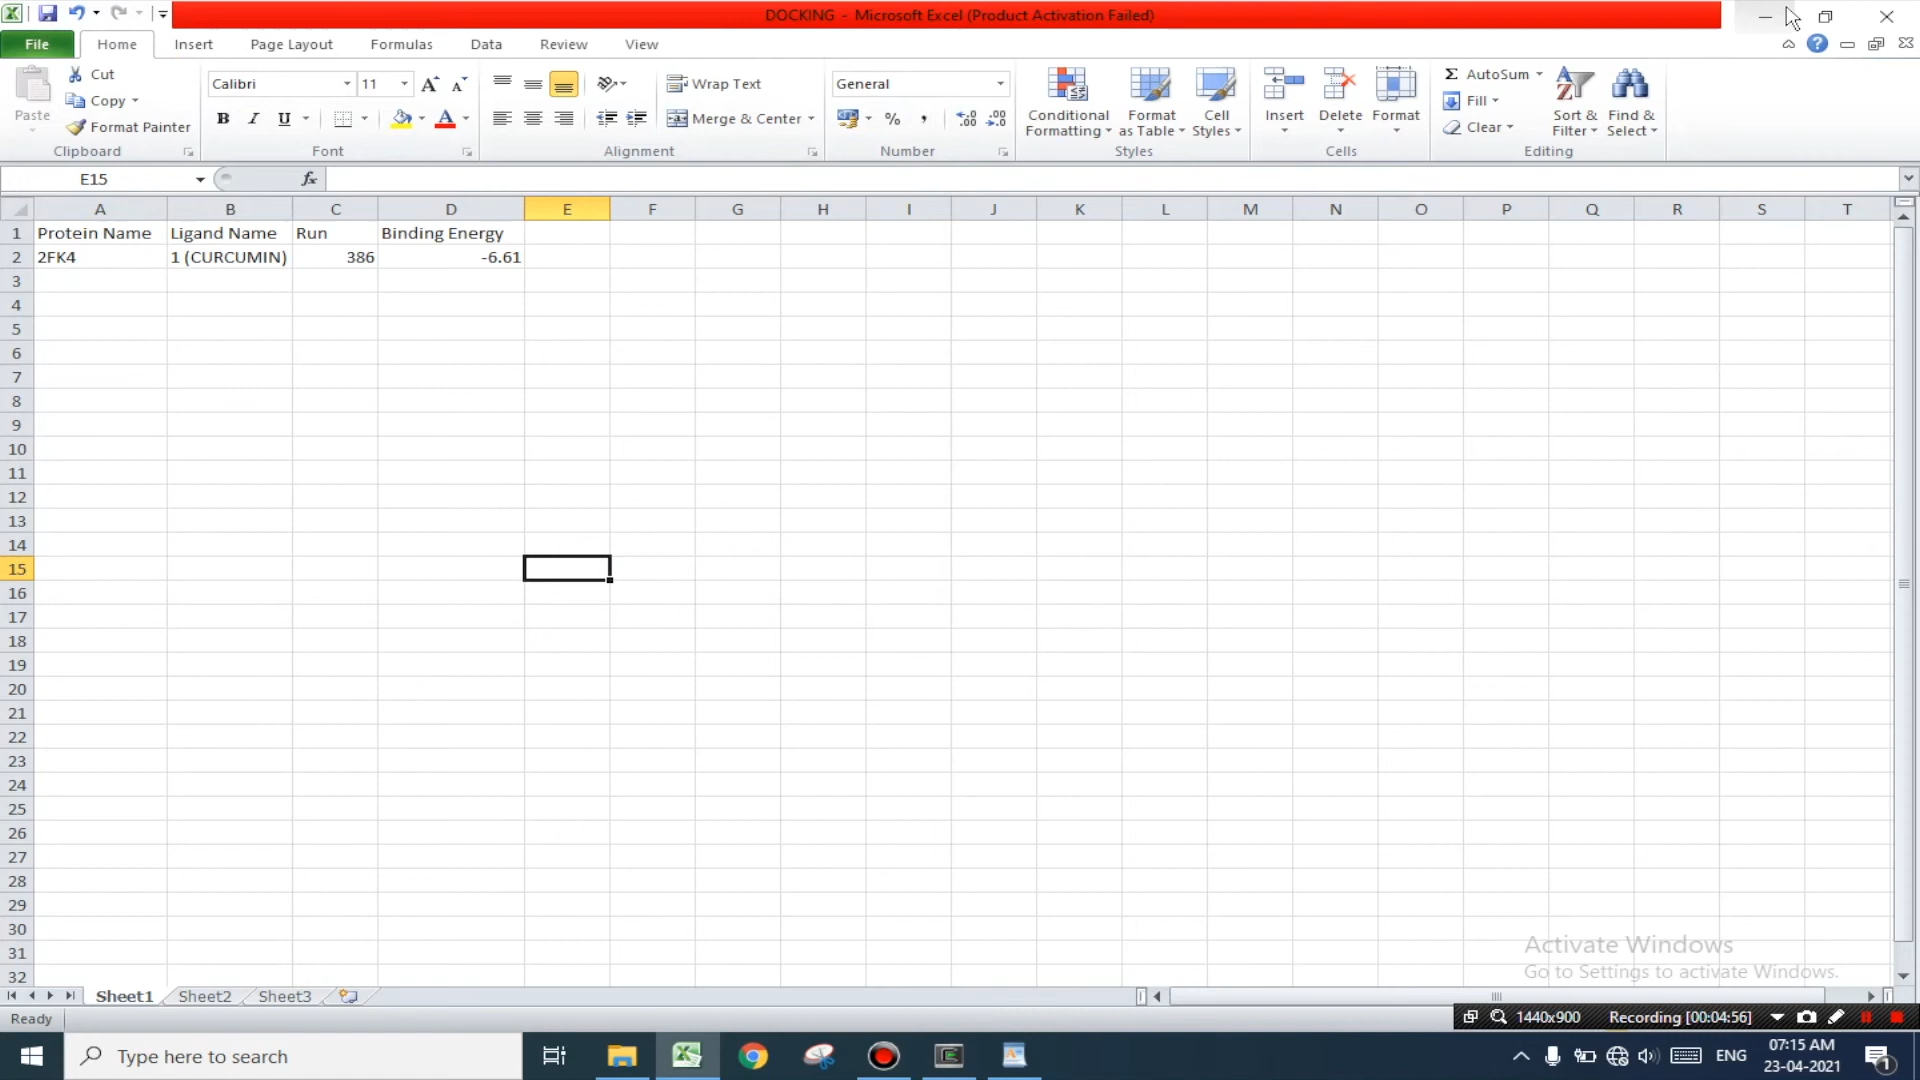 DOCKING - Microsoft Excel (Product Activation Failed)
File Home Insert Page Layout Formulas Data Review View
Paste Cut Copy Format Painter Clipboard
Calibri 11 B I U A Font
Wrap Text Merge & Center Alignment
General % , Number
Conditional Formatting Format as Table Cell Styles Styles
Insert Delete Format Cells
Σ AutoSum Fill Clear Sort & Filter Find & Select Editing
E15 fx
A B C D E F G H I J K L M N O P Q R S T
1 Protein Name Ligand Name Run Binding Energy
2 2FK4 1 (CURCUMIN) 386 -6.61
3
4
5
6
7
8
9
10
11
12
13
14
15
16
17
18
19
20
21
22
23
24
25
26
27
28
29
30
31
32
Activate Windows
Go to Settings to activate Windows.
Sheet1 Sheet2 Sheet3
Ready
1440x900 Recording [00:04:56]
Type here to search
ENG
07:15 AM
23-04-2021
1